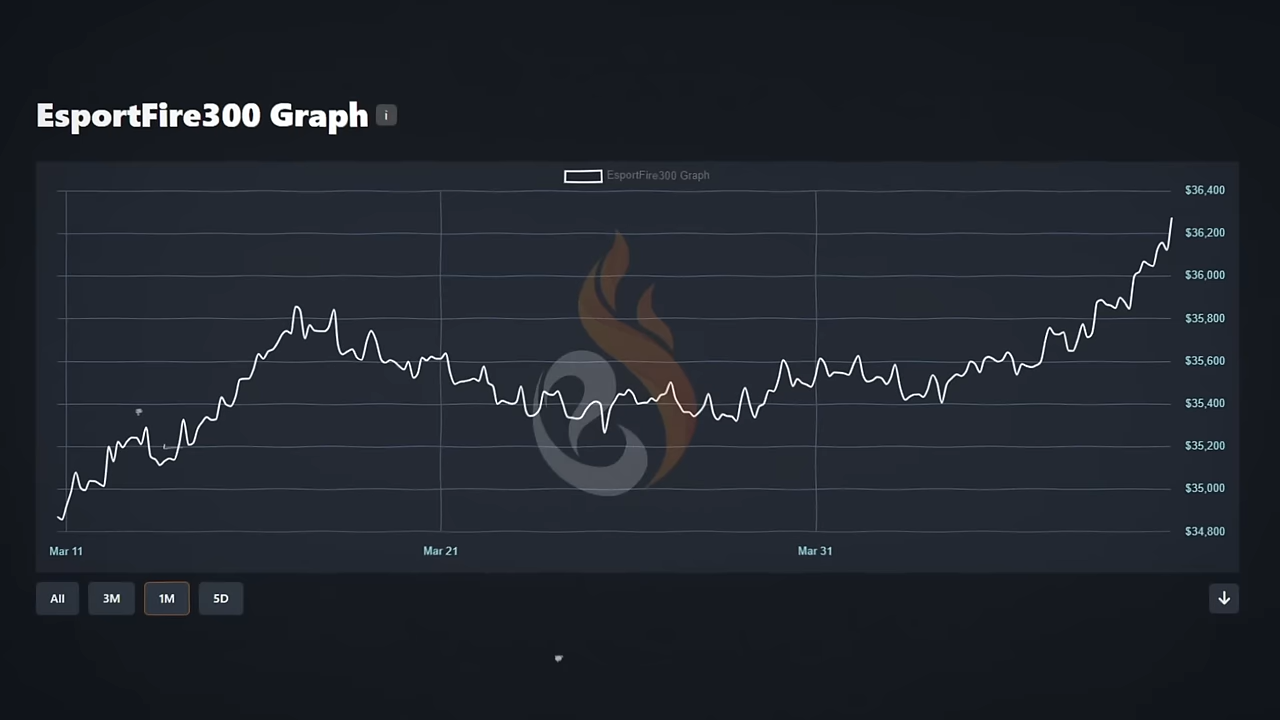 EsportFire300 Graph i
EsportFire300 Graph
$36,400
$36,200
$36,000
$35,800
$35,600
$35,400
$35,200
$35,000
$34,800
Mar 11 Mar 21 Mar 31
All 3M 1M 5D